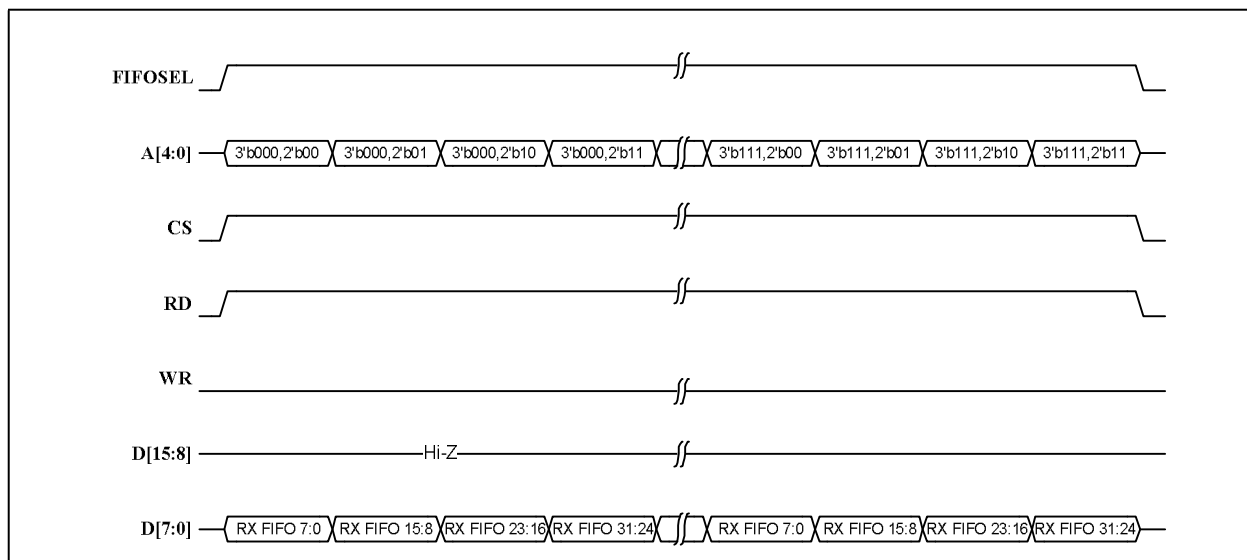 FIFOSEL
A[4:0] 3'b000,2'b00 3'b000,2'b01 3'b000,2'b10 3'b000,2'b11 3'b111,2'b00 3'b111,2'b01 3'b111,2'b10 3'b111,2'b11
CS
RD
WR
D[15:8] Hi-Z
D[7:0] RX FIFO 7:0 RX FIFO 15:8 RX FIFO 23:16 RX FIFO 31:24 RX FIFO 7:0 RX FIFO 15:8 RX FIFO 23:16 RX FIFO 31:24